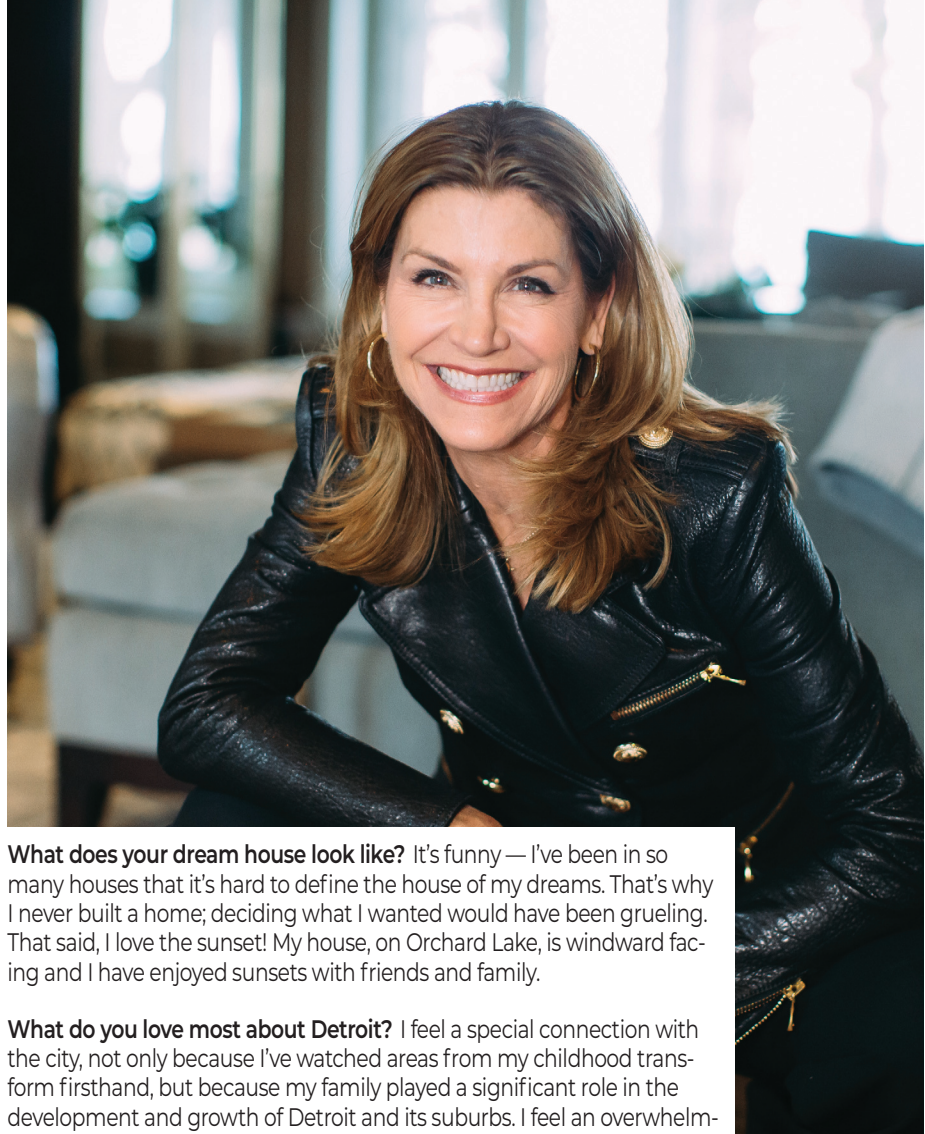 What does your dream house look like? It’s funny — I’ve been in so
many houses that it’s hard to define the house of my dreams. That’s why
I never built a home; deciding what I wanted would have been grueling.
That said, I love the sunset! My house, on Orchard Lake, is windward fac-
ing and I have enjoyed sunsets with friends and family.
What do you love most about Detroit? I feel a special connection with
the city, not only because I’ve watched areas from my childhood trans-
form firsthand, but because my family played a significant role in the
development and growth of Detroit and its suburbs. I feel an overwhelm-